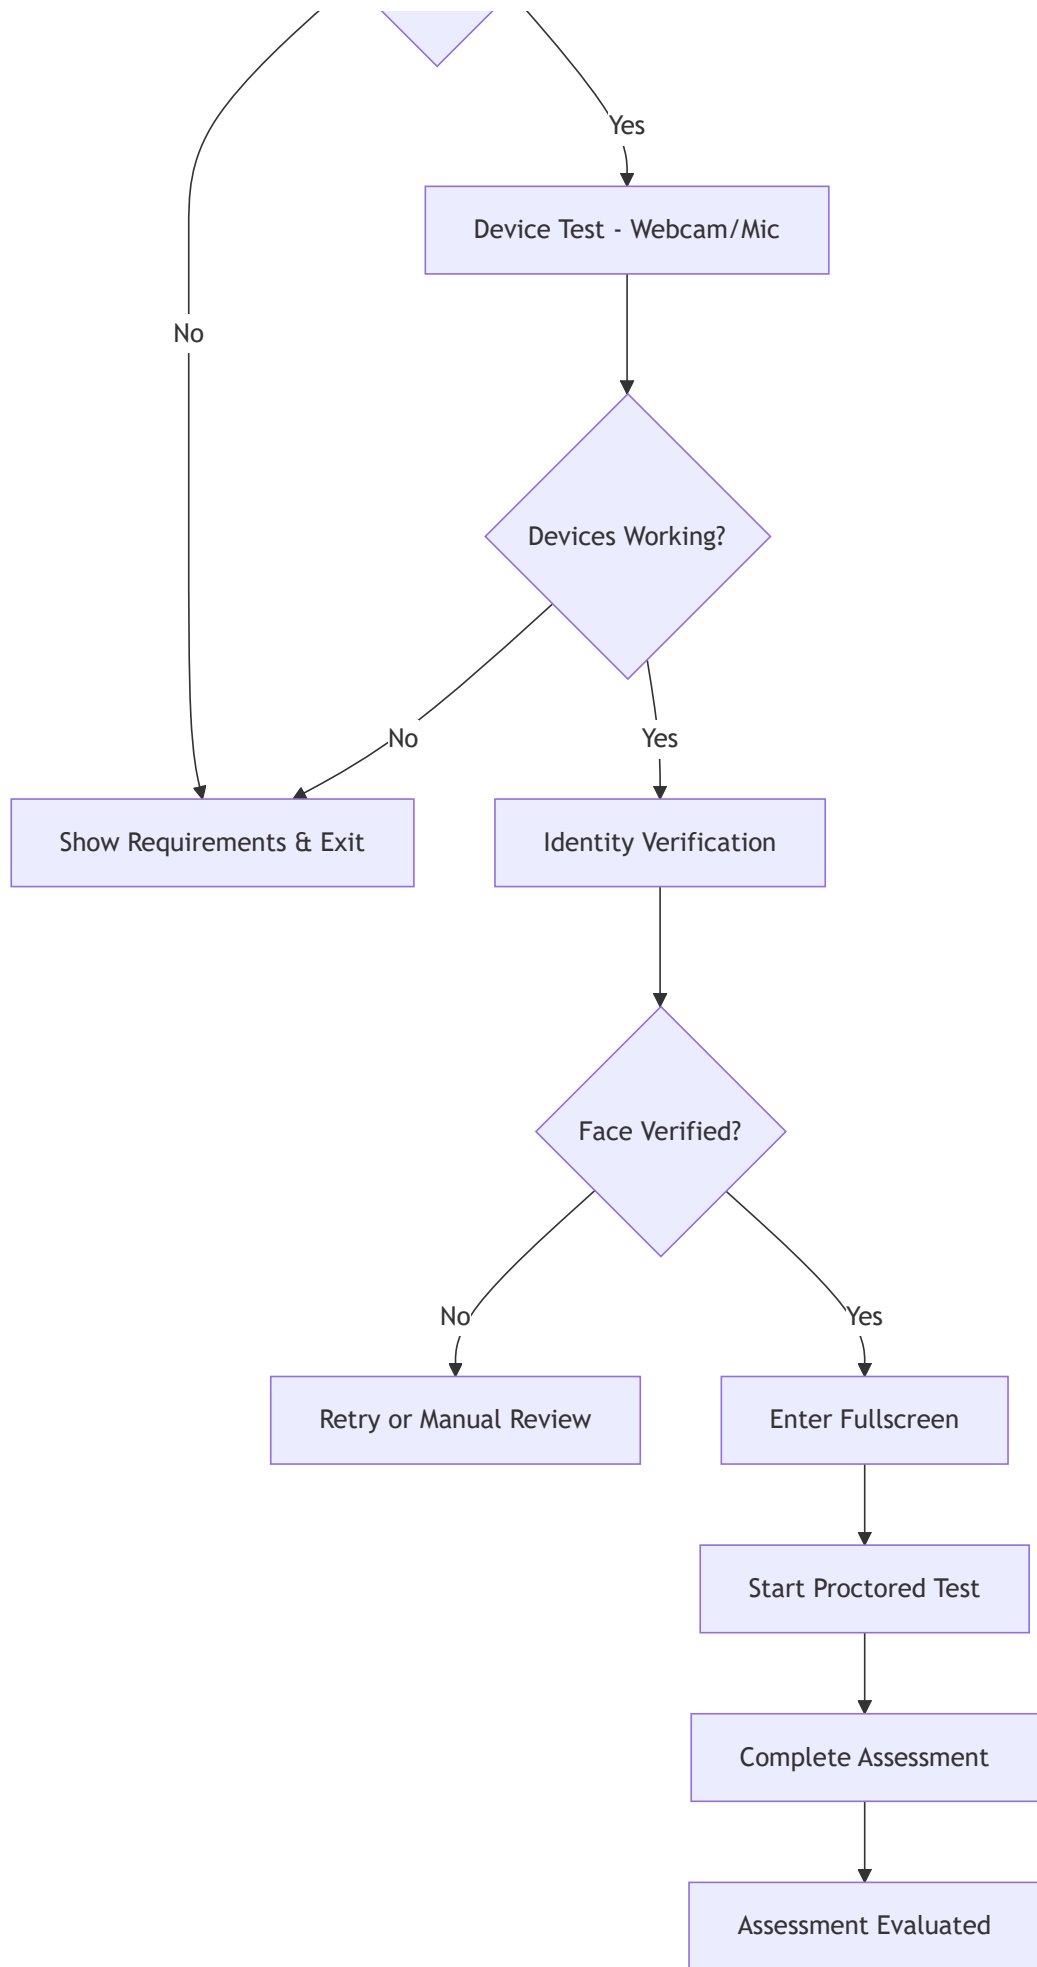 Yes
Device Test - Webcam/Mic
No
Devices Working?
No
Yes
Show Requirements & Exit
Identity Verification
Face Verified?
No
Yes
Retry or Manual Review
Enter Fullscreen
Start Proctored Test
Complete Assessment
Assessment Evaluated